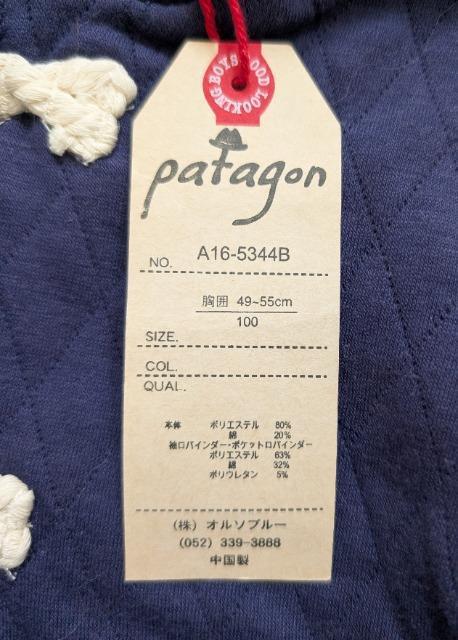 BOYS GOOD LOOKING
patagon
NO. A16-5344B
胸囲 49~55cm
100
SIZE.
COL.
QUAL.
本体 ポリエステル 80%
綿 20%
袖口バインダー・ポケット口バインダー
ポリエステル 63%
綿 32%
ポリウレタン 5%
(株) オルソブルー
(052) 339-3888
中国製